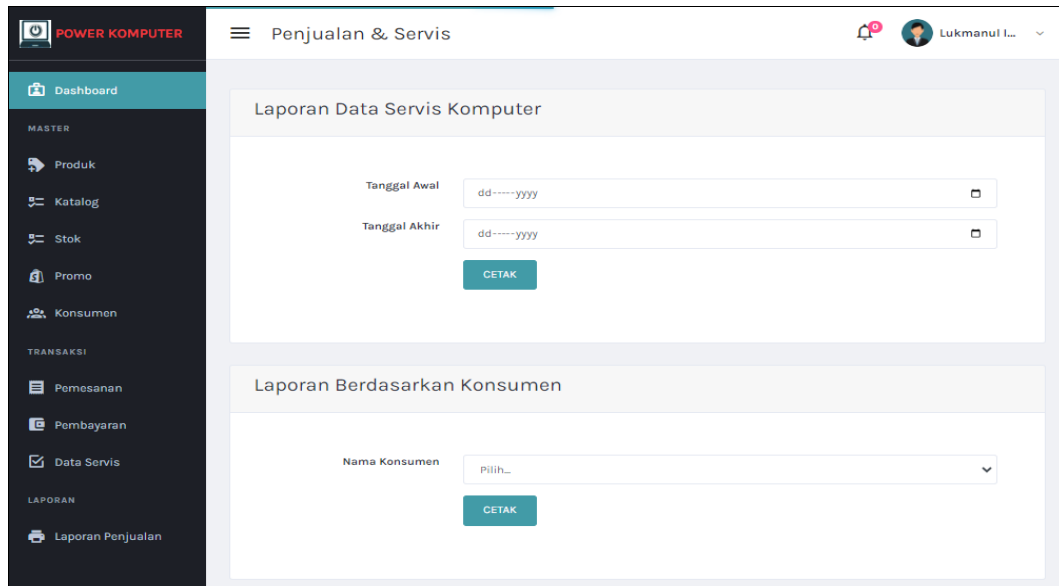 POWER KOMPUTER
Penjualan & Servis
0
Lukmanul I...
Dashboard
MASTER
Produk
Katalog
Stok
Promo
Konsumen
TRANSAKSI
Pemesanan
Pembayaran
Data Servis
LAPORAN
Laporan Penjualan
Laporan Data Servis Komputer
Tanggal Awal
dd-----yyyy
Tanggal Akhir
dd-----yyyy
CETAK
Laporan Berdasarkan Konsumen
Nama Konsumen
Pilih...
CETAK